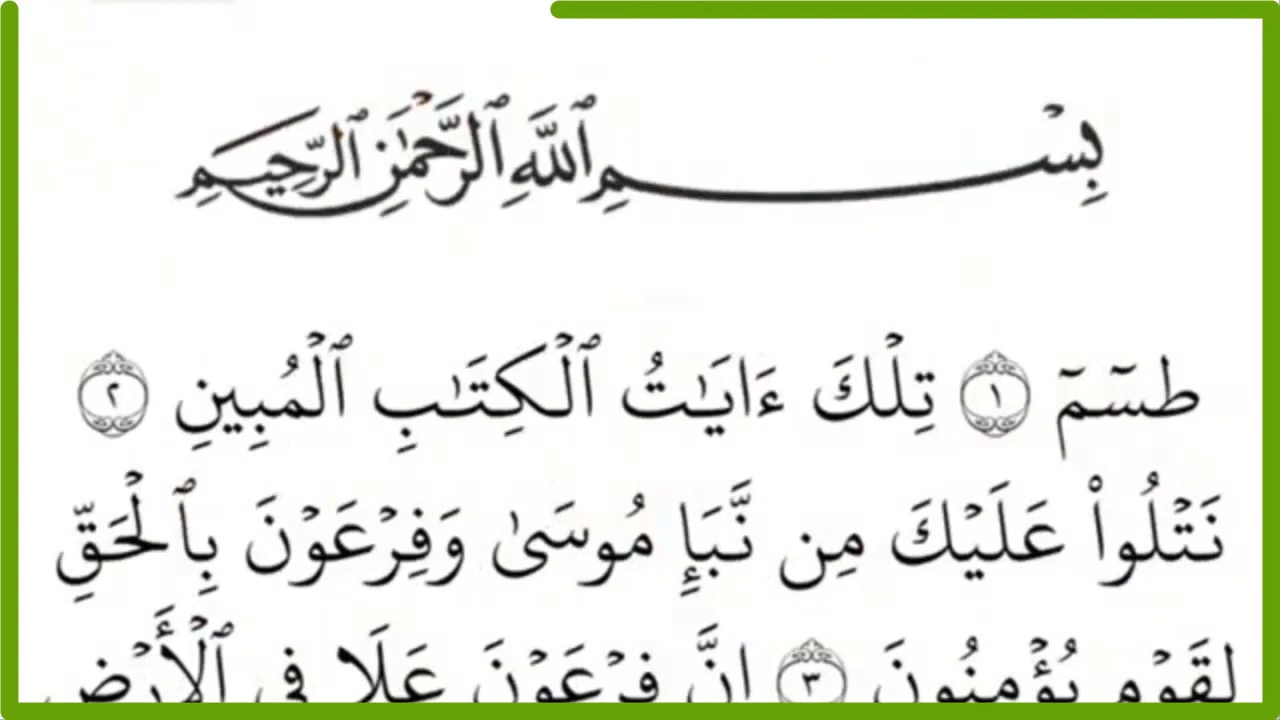 بِسْمِ ٱللَّهِ ٱلرَّحْمَٰنِ ٱلرَّحِيمِ
طسٓمٓ ١ تِلْكَ ءَايَٰتُ ٱلْكِتَٰبِ ٱلْمُبِينِ ٢
نَتْلُوا۟ عَلَيْكَ مِن نَّبَإِ مُوسَىٰ وَفِرْعَوْنَ بِٱلْحَقِّ
لِقَوْمٍ يُؤْمِنُونَ ٣ إِنَّ فِرْعَوْنَ عَلَا فِى ٱلْأَرْضِ